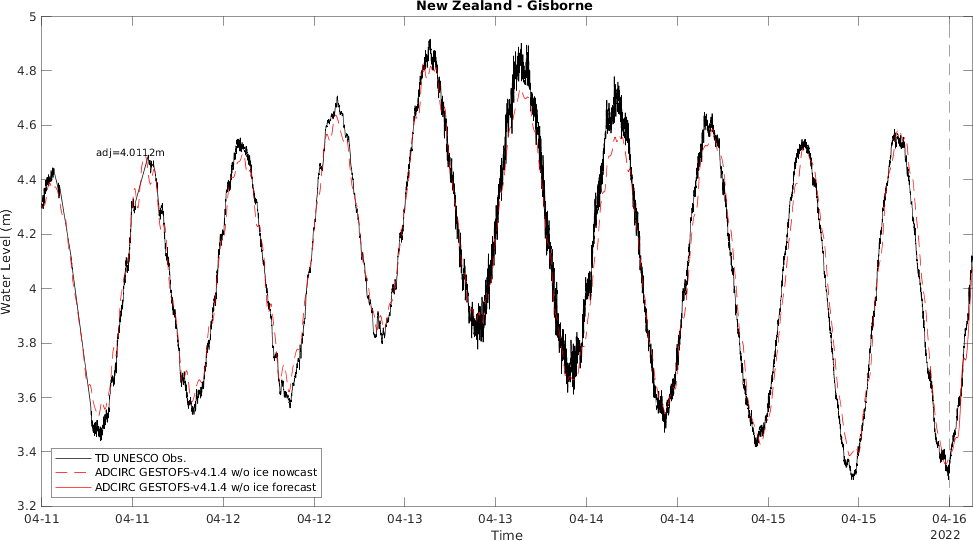 New Zealand - Gisborne
5
4.8
4.6
4.4
4.2
4
3.8
3.6
3.4
3.2
Water Level (m)
adj=4.0112m
TD UNESCO Obs.
ADCIRC GESTOFS-v4.1.4 w/o ice nowcast
ADCIRC GESTOFS-v4.1.4 w/o ice forecast
04-11 04-11 04-12 04-12 04-13 04-13 04-14 04-14 04-15 04-15 04-16
Time
2022